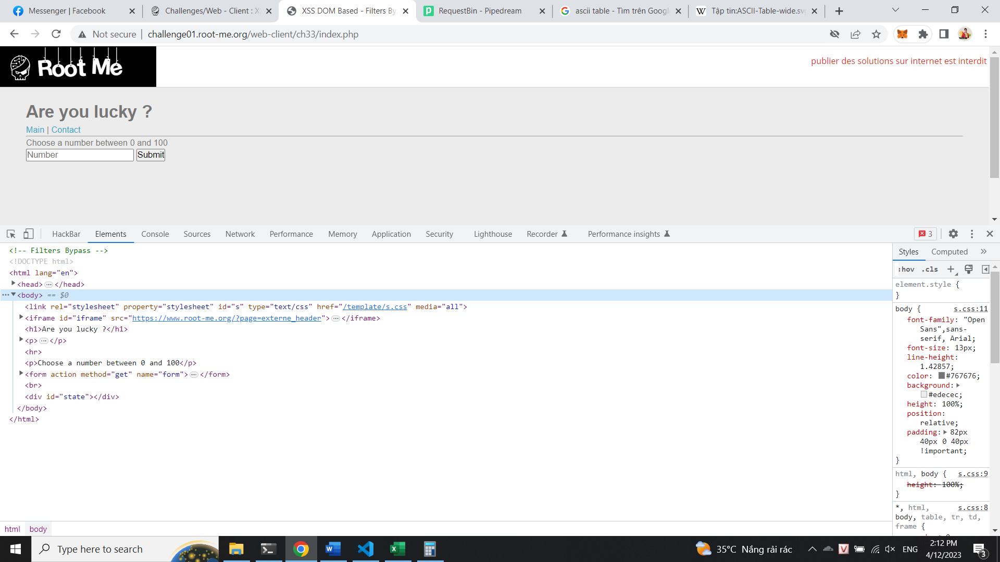 Messenger | Facebook
Challenges/Web - Client : X
XSS DOM Based - Filters By
RequestBin - Pipedream
ascii table - Tìm trên Googl
Tập tin:ASCII-Table-wide.sv
Not secure
challenge01.root-me.org/web-client/ch33/index.php
Root Me
publier des solutions sur internet est interdit
Are you lucky ?
Main | Contact
Choose a number between 0 and 100
Number
Submit
HackBar
Elements
Console
Sources
Network
Performance
Memory
Application
Security
Lighthouse
Recorder
Performance insights
3
<!-- Filters Bypass -->
<!DOCTYPE html>
<html lang="en">
<head>…</head>
<body> == $0
<link rel="stylesheet" property="stylesheet" id="s" type="text/css" href="/template/s.css" media="all">
<iframe id="iframe" src="https://www.root-me.org/?page=externe_header">…</iframe>
<h1>Are you lucky ?</h1>
<p>…</p>
<hr>
<p>Choose a number between 0 and 100</p>
<form action method="get" name="form">…</form>
<br>
<div id="state"></div>
</body>
</html>
html body
Styles
Computed
:hov .cls
element.style {
}
body { s.css:11
font-family: "Open
Sans",sans-
serif, Arial;
font-size: 13px;
line-height:
1.42857;
color: #767676;
background:
#edecec;
height: 100%;
position:
relative;
padding: 82px
40px 0 40px
!important;
}
html, body { s.css:9
height: 100%;
}
*, html, s.css:8
body, table, tr, td,
frame {
Type here to search
35°C Nắng rải rác
ENG
2:12 PM
4/12/2023
3